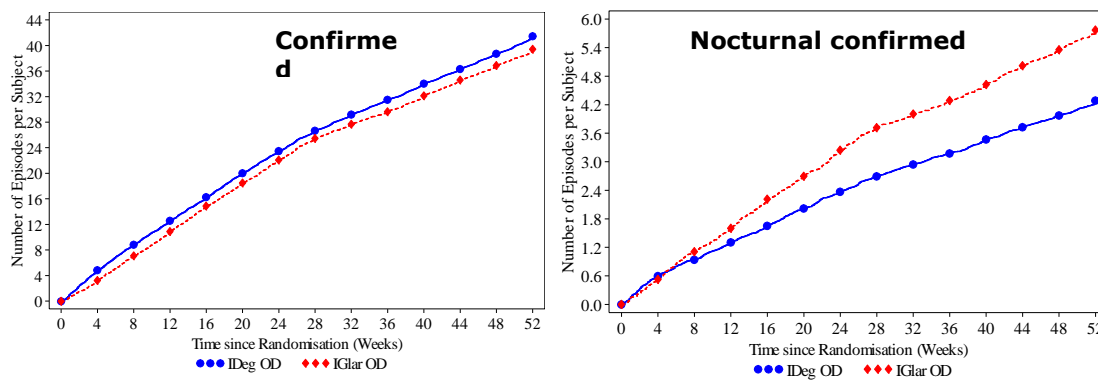 Confirme
d
Number of Episodes per Subject
44
40
36
32
28
24
20
16
12
8
4
0
0 4 8 12 16 20 24 28 32 36 40 44 48 52
Time since Randomisation (Weeks)
IDeg OD IGlar OD
Nocturnal confirmed
Number of Episodes per Subject
6.0
5.4
4.8
4.2
3.6
3.0
2.4
1.8
1.2
0.6
0.0
0 4 8 12 16 20 24 28 32 36 40 44 48 52
Time since Randomisation (Weeks)
IDeg OD IGlar OD